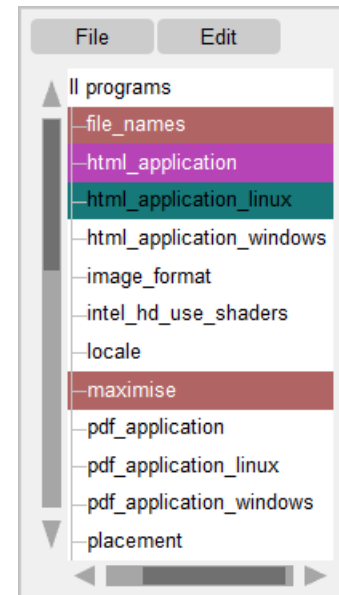 File Edit
ll programs
file_names
html_application
html_application_linux
html_application_windows
image_format
intel_hd_use_shaders
locale
maximise
pdf_application
pdf_application_linux
pdf_application_windows
placement